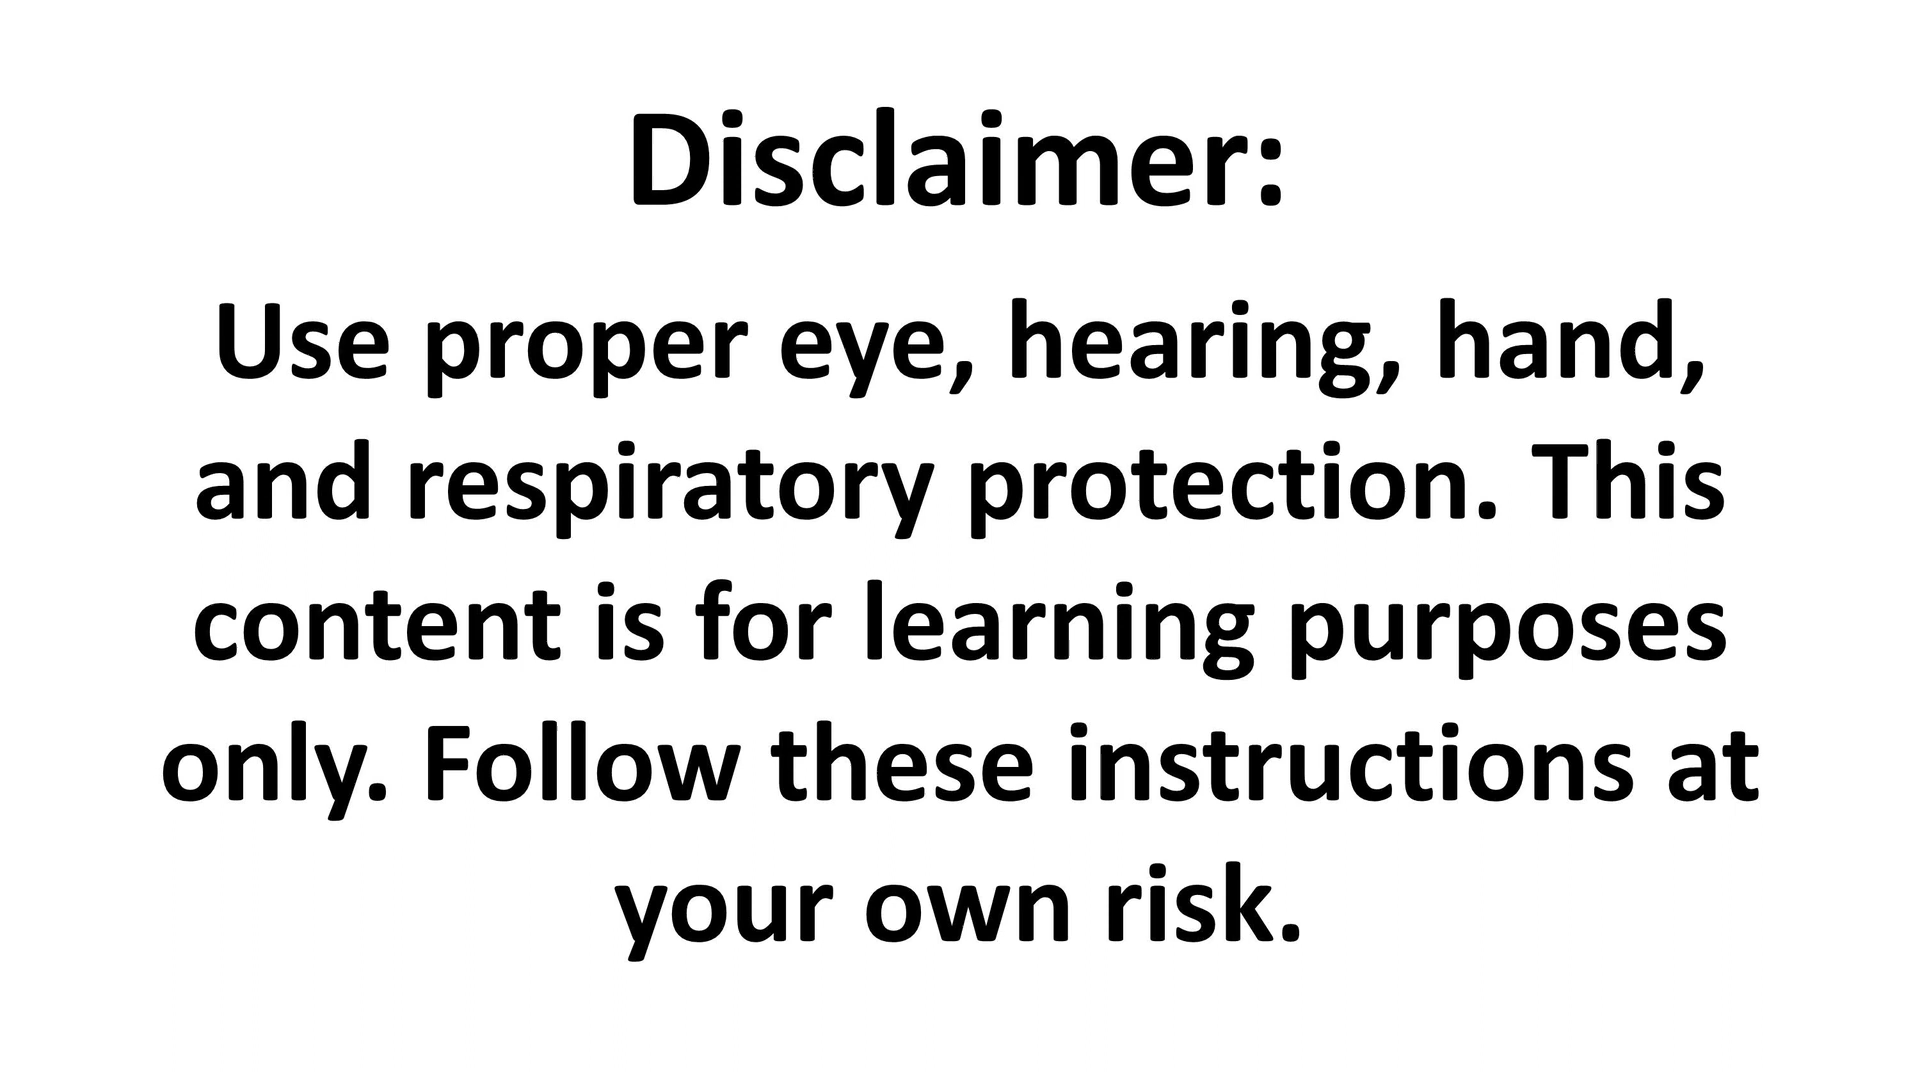 Disclaimer:
Use proper eye, hearing, hand,
and respiratory protection. This
content is for learning purposes
only. Follow these instructions at
your own risk.